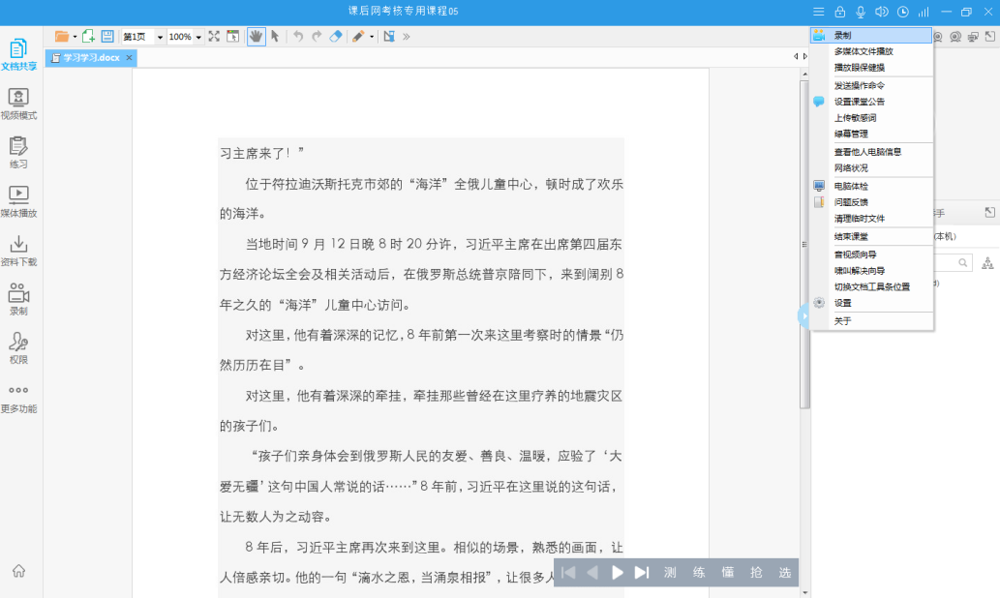 课后网考核专用课程05
第1页
100%
学习学习.docx
文档共享
视频模式
练习
媒体播放
资料下载
录制
权限
更多功能
习主席来了！”
位于符拉迪沃斯托克市郊的“海洋”全俄儿童中心，顿时成了欢乐
的海洋。
当地时间 9 月 12 日晚 8 时 20 分许，习近平主席在出席第四届东
方经济论坛全会及相关活动后，在俄罗斯总统普京陪同下，来到阔别 8
年之久的“海洋”儿童中心访问。
对这里，他有着深深的记忆，8 年前第一次来这里考察时的情景“仍
然历历在目”。
对这里，他有着深深的牵挂，牵挂那些曾经在这里疗养的地震灾区
的孩子们。
“孩子们亲身体会到俄罗斯人民的友爱、善良、温暖，应验了‘大
爱无疆’这句中国人常说的话……”8 年前，习近平在这里说的这句话，
让无数人为之动容。
8 年后，习近平主席再次来到这里。相似的场景，熟悉的画面，让
人倍感亲切。他的一句“滴水之恩，当涌泉相报”，让很多人
测 练 懂 抢 选
录制
多媒体文件播放
播放眼保健操
发送操作命令
设置课堂公告
上传敏感词
绿幕管理
查看他人电脑信息
网络状况
电脑体检
问题反馈
清理临时文件
结束课堂
音视频向导
啸叫解决向导
切换文档工具条位置
设置
关于
手
(本机)